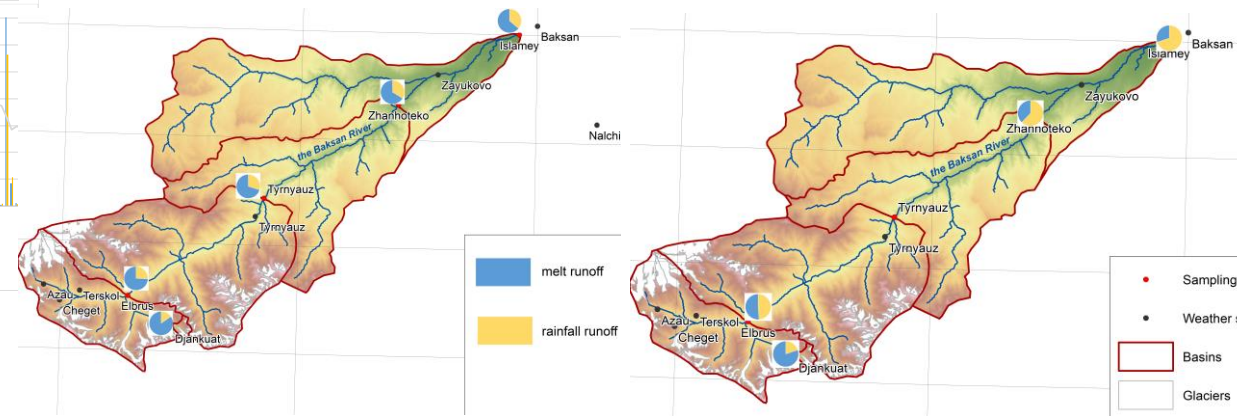 Baksan
Islamey
Zayukovo
Zhanhoteko
Nalchi
the Baksan River
Tyrnyauz
Tyrnyauz
Azau
Terskol
Elbrus
Cheget
Djankuat
melt runoff
rainfall runoff
Baksan
Islamey
Zayukovo
Zhanhoteko
the Baksan River
Tyrnyauz
Tyrnyauz
Azau
Terskol
Elbrus
Cheget
Djankuat
Sampling
Weather s
Basins
Glaciers